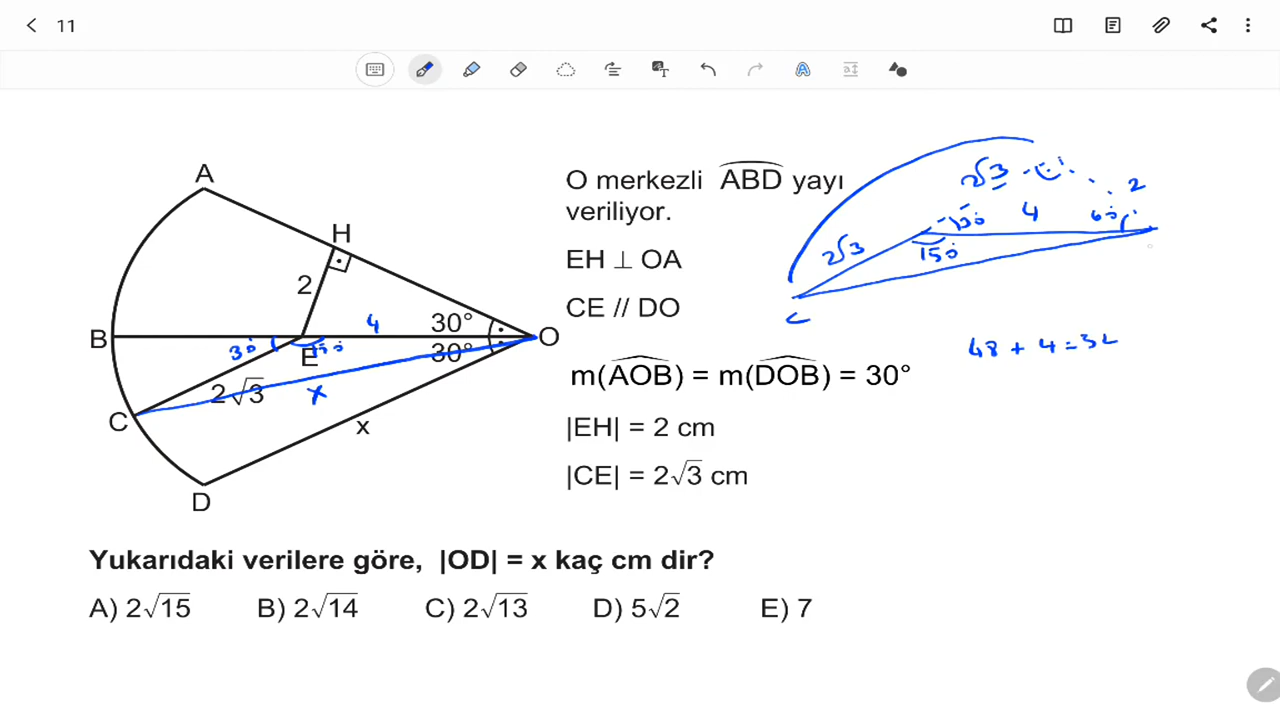 11
A
H
2
4
30°
B
O
30
E
150
30°
2√3
x
C
x
D
O merkezli ABD yayı
veriliyor.
EH ⊥ OA
CE // DO
m(AOB) = m(DOB) = 30°
|EH| = 2 cm
|CE| = 2√3 cm
2√3
2
30
4
60
2√3
150
C
48 + 4 =
Yukarıdaki verilere göre, |OD| = x kaç cm dir?
A) 2√15 B) 2√14 C) 2√13 D) 5√2 E) 7